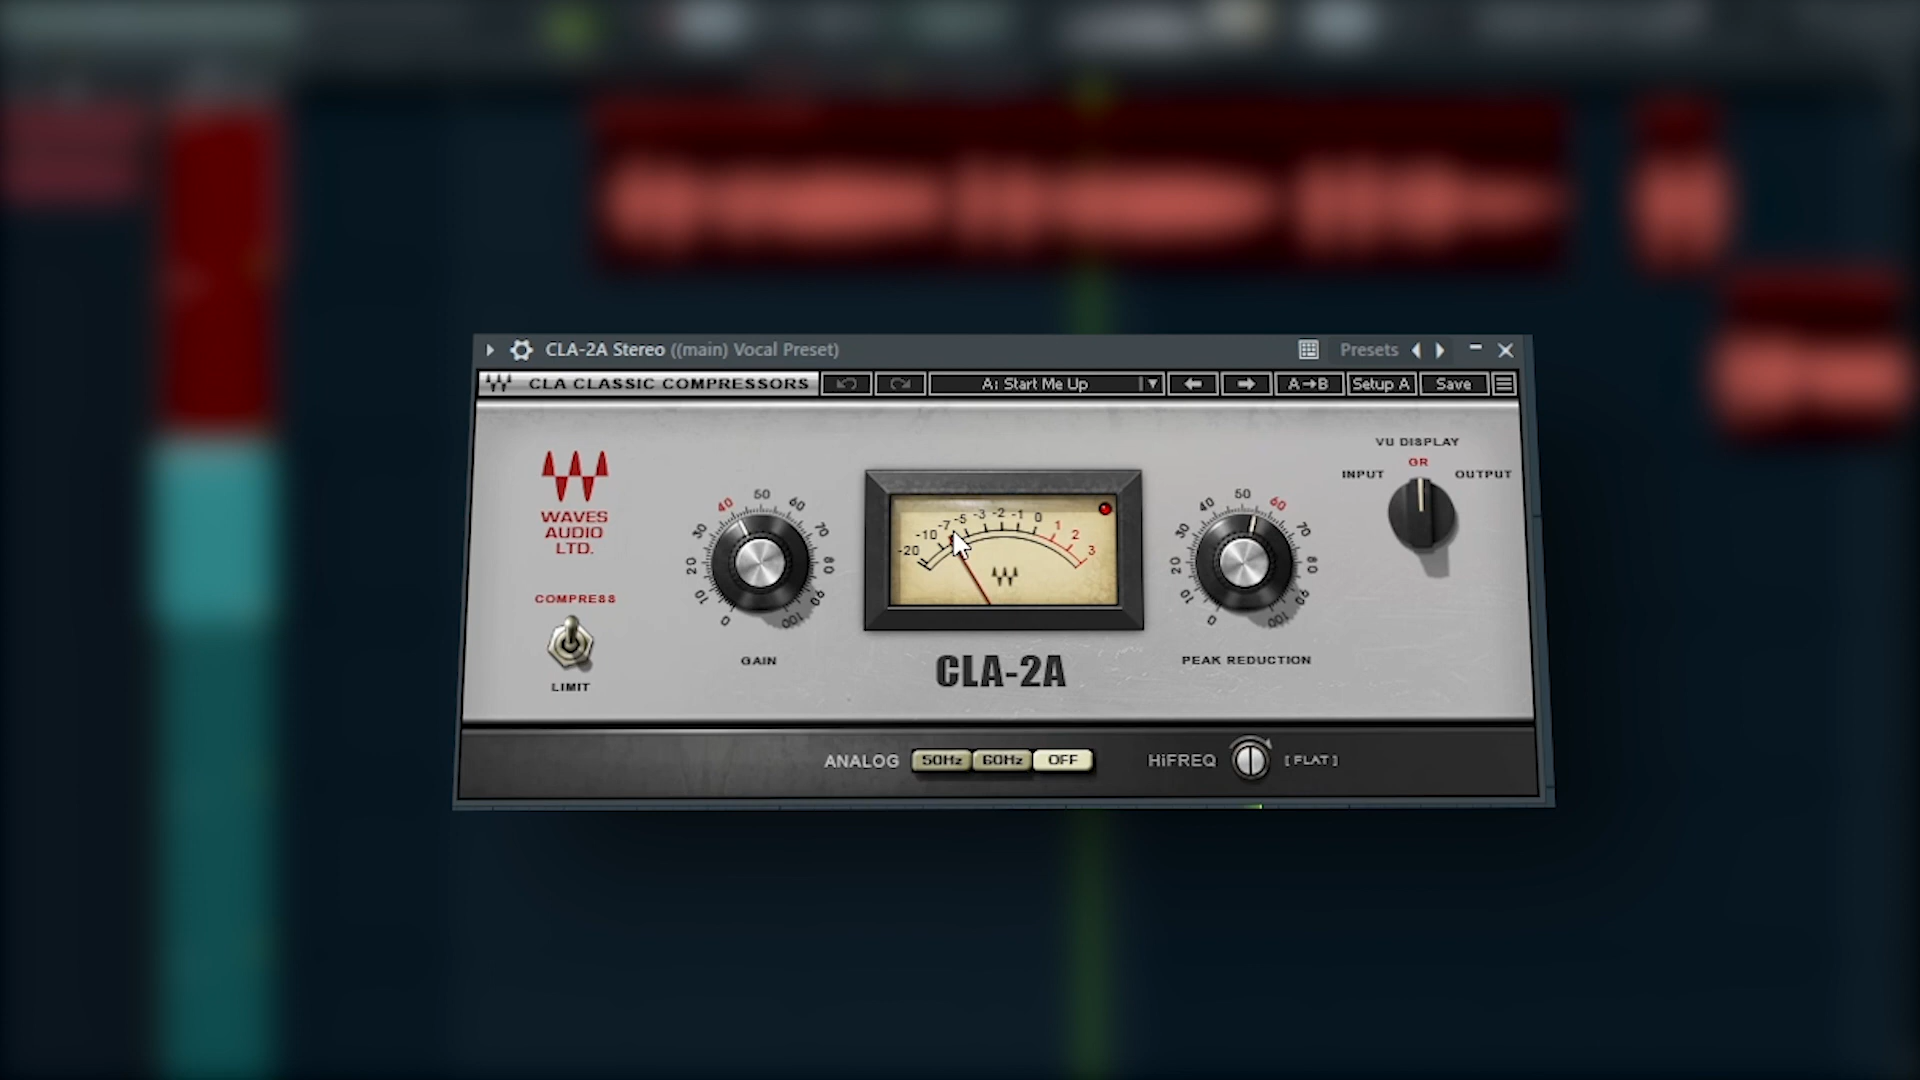 CLA-2A Stereo ((main) Vocal Preset) Presets
CLA CLASSIC COMPRESSORS A: Start Me Up A→B Setup A Save
WAVES
AUDIO
LTD.
COMPRESS
LIMIT
0 10 20 30 40 50 60 70 80 90 100
GAIN
-20 -10 -7 -5 -3 -2 -1 0 1 2 3
CLA-2A
0 10 20 30 40 50 60 70 80 90 100
PEAK REDUCTION
VU DISPLAY
INPUT GR OUTPUT
ANALOG 50Hz 60Hz OFF HiFREQ [ FLAT ]